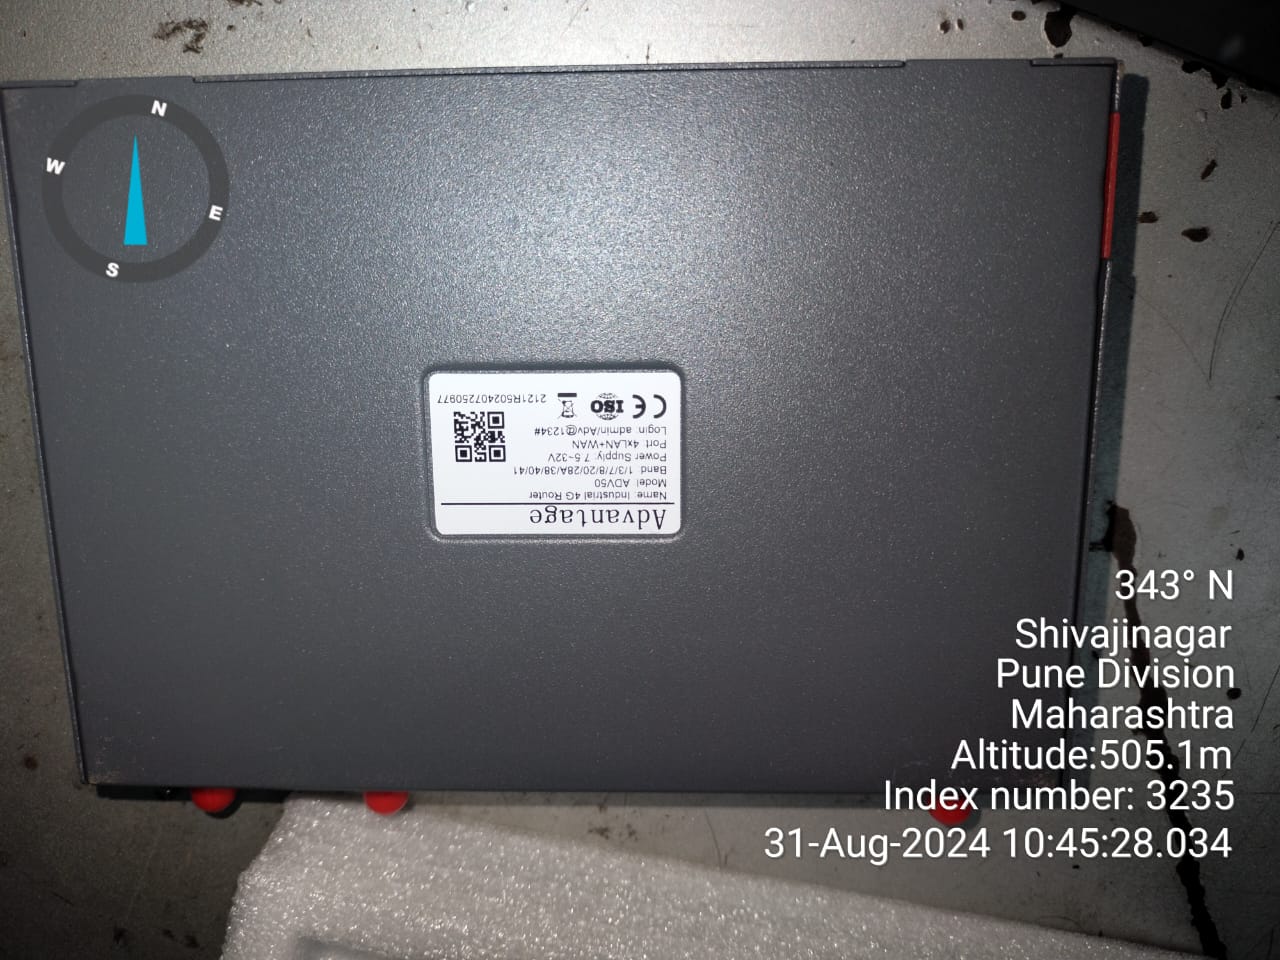 N
W
E
S
Advantage
Name: Industrial 4G Router
Model: ADV50
Band: 1/3/7/8/20/28A/38/40/41
Power Supply: 7.5~32V
Port: 4xLAN+WAN
Login: admin/Adv@1234#
CE ISO
2121R502407250977
343° N
Shivajinagar
Pune Division
Maharashtra
Altitude:505.1m
Index number: 3235
31-Aug-2024 10:45:28.034